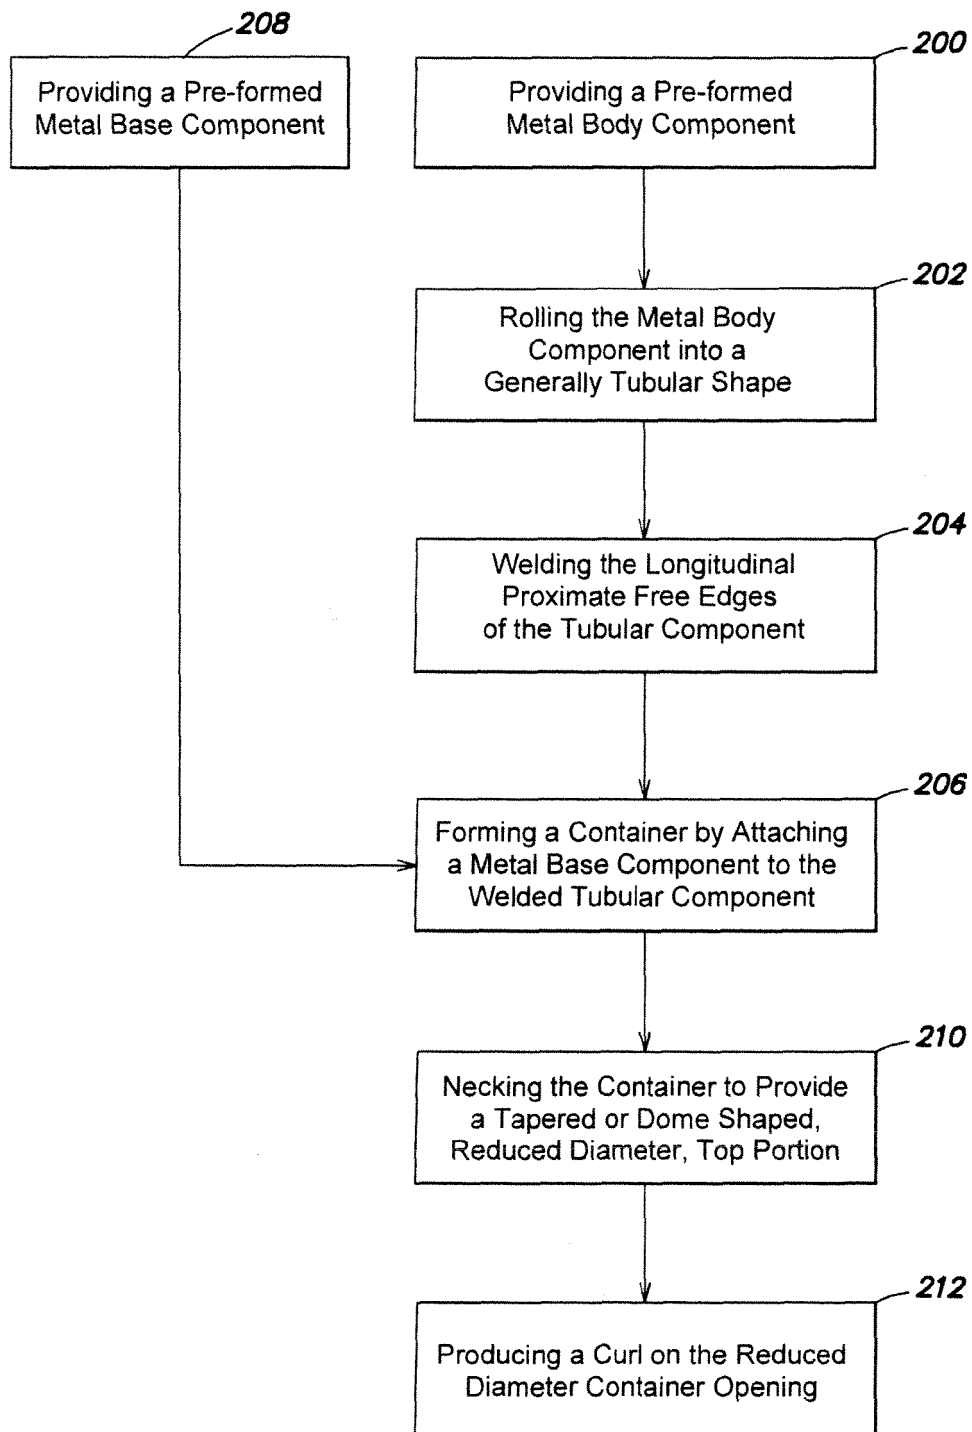 208
Providing a Pre-formed
Metal Base Component
200
Providing a Pre-formed
Metal Body Component
202
Rolling the Metal Body
Component into a
Generally Tubular Shape
204
Welding the Longitudinal
Proximate Free Edges
of the Tubular Component
206
Forming a Container by Attaching
a Metal Base Component to the
Welded Tubular Component
210
Necking the Container to Provide
a Tapered or Dome Shaped,
Reduced Diameter, Top Portion
212
Producing a Curl on the Reduced
Diameter Container Opening